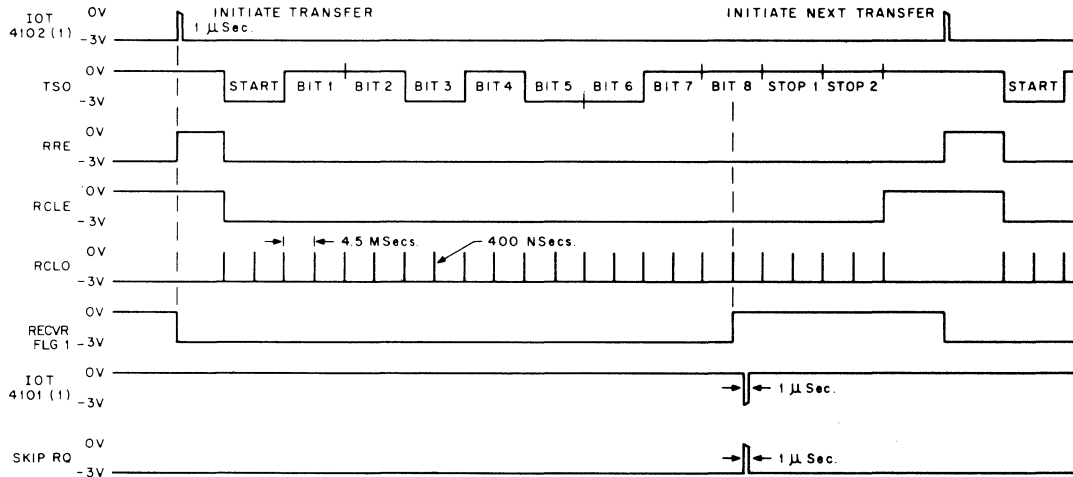 IOT
4102 (1)
0V
-3V
INITIATE TRANSFER
1 μSec.
INITIATE NEXT TRANSFER
TSO
0V
-3V
START BIT 1 BIT 2 BIT 3 BIT 4 BIT 5 BIT 6 BIT 7 BIT 8 STOP 1 STOP 2 START
RRE
0V
-3V
RCLE
0V
-3V
RCLO
0V
-3V
4.5 MSecs.
400 NSecs.
RECVR
FLG 1
0V
-3V
IOT
4101 (1)
0V
-3V
1 μSec.
SKIP RQ
0V
-3V
1 μSec.